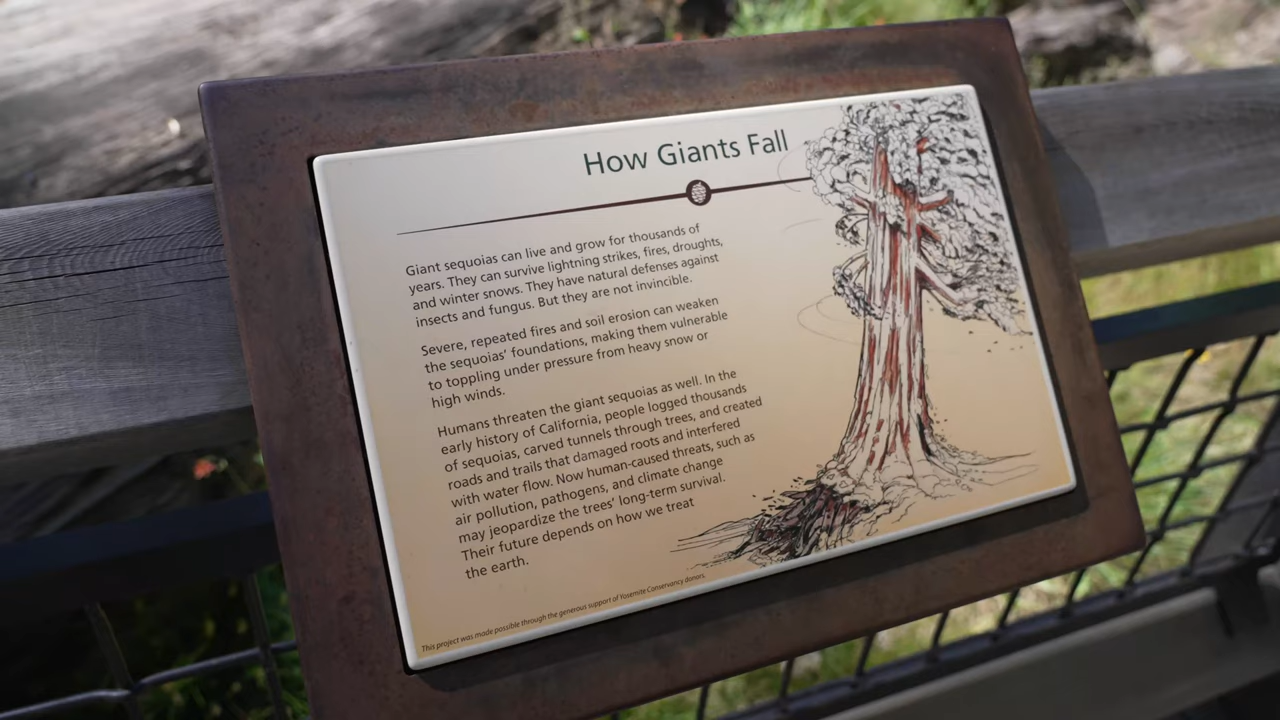 How Giants Fall
Giant sequoias can live and grow for thousands of
years. They can survive lightning strikes, fires, droughts,
and winter snows. They have natural defenses against
insects and fungus. But they are not invincible.
Severe, repeated fires and soil erosion can weaken
the sequoias' foundations, making them vulnerable
to toppling under pressure from heavy snow or
high winds.
Humans threaten the giant sequoias as well. In the
early history of California, people logged thousands
of sequoias, carved tunnels through trees, and created
roads and trails that damaged roots and interfered
with water flow. Now human-caused threats, such as
air pollution, pathogens, and climate change
may jeopardize the trees' long-term survival.
Their future depends on how we treat
the earth.
This project was made possible through the generous support of Yosemite Conservancy donors.